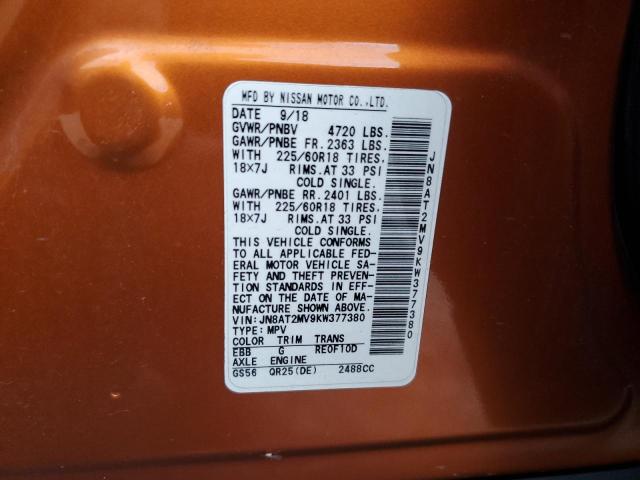 MFD BY NISSAN MOTOR CO.,LTD.
DATE 9/18
GVWR/PNBV 4720 LBS.
GAWR/PNBE FR. 2363 LBS.
WITH 225/60R18 TIRES.
18X7J RIMS.AT 33 PSI
COLD SINGLE.
GAWR/PNBE RR. 2401 LBS.
WITH 225/60R18 TIRES.
18X7J RIMS.AT 33 PSI
COLD SINGLE.
THIS VEHICLE CONFORMS
TO ALL APPLICABLE FED-
ERAL MOTOR VEHICLE SA-
FETY AND THEFT PREVEN-
TION STANDARDS IN EFF-
ECT ON THE DATE OF MA-
NUFACTURE SHOWN ABOVE.
VIN: JN8AT2MV9KW377380
TYPE: MPV
COLOR TRIM TRANS
EBB G RE0F10D
AXLE ENGINE
GS56 QR25(DE) 2488CC
JN8AT2MV9KW377380